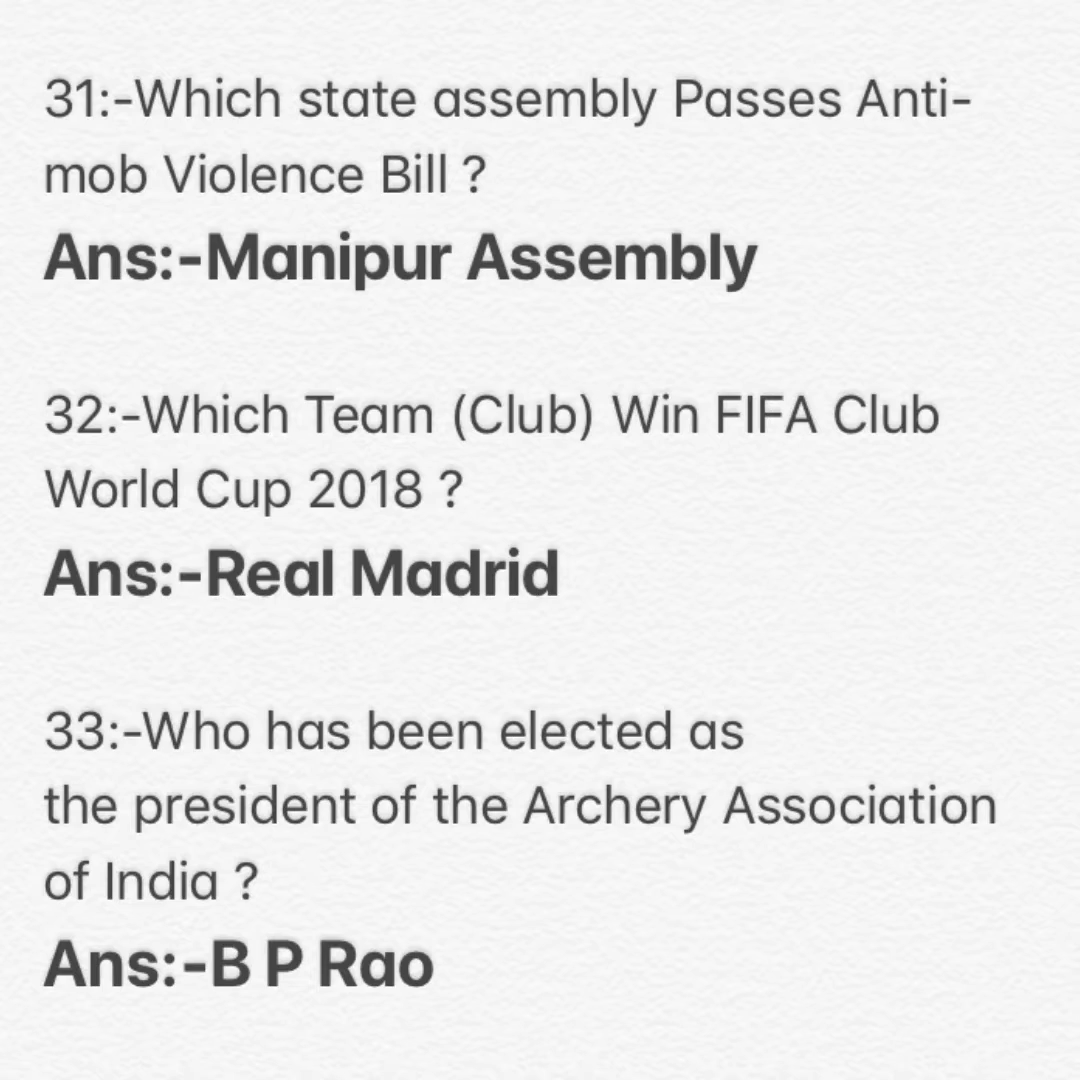 31:-Which state assembly Passes Anti-
mob Violence Bill ?
Ans:-Manipur Assembly
32:-Which Team (Club) Win FIFA Club
World Cup 2018 ?
Ans:-Real Madrid
33:-Who has been elected as
the president of the Archery Association
of India ?
Ans:-B P Rao